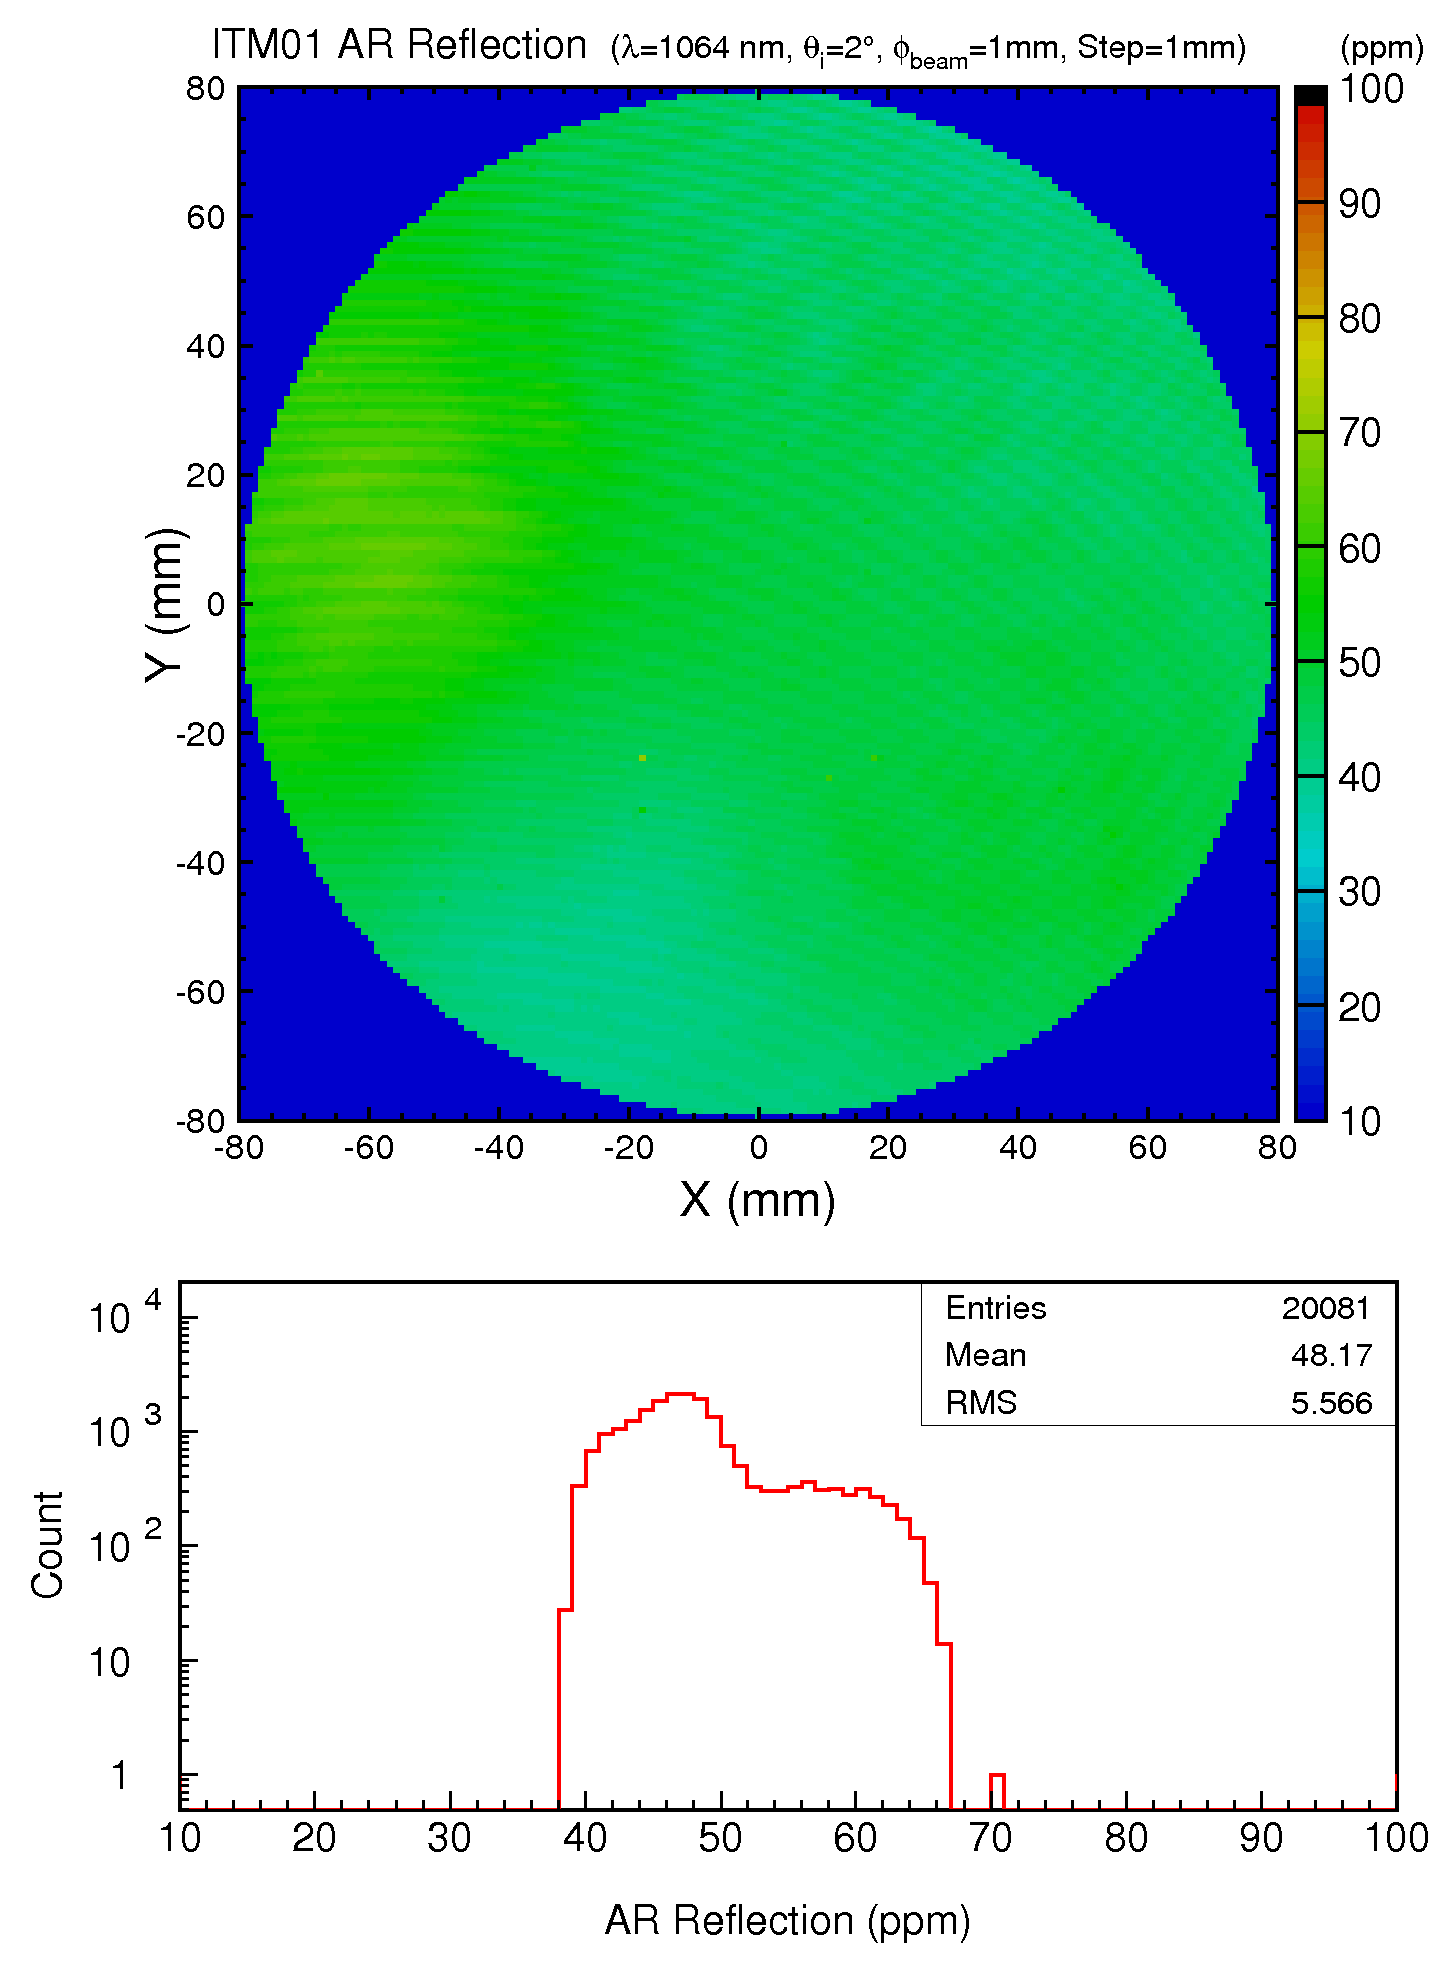 ITM01 AR Reflection (λ=1064 nm, θi=2°, ϕbeam=1mm, Step=1mm) (ppm)
80
60
40
20
0
-20
-40
-60
-80
Y (mm)
-80 -60 -40 -20 0 20 40 60 80
X (mm)
100
90
80
70
60
50
40
30
20
10
Entries 20081
Mean 48.17
RMS 5.566
10 4
10 3
10 2
10
1
Count
10 20 30 40 50 60 70 80 90 100
AR Reflection (ppm)